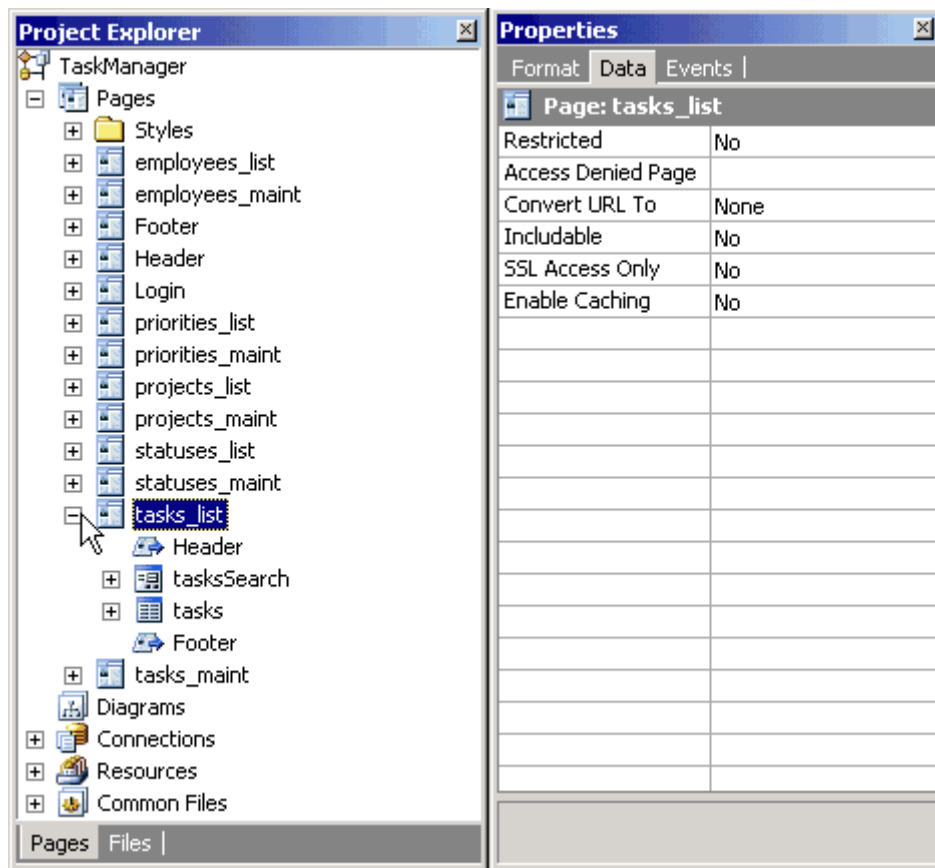 Project Explorer
TaskManager
Pages
Styles
employees_list
employees_maint
Footer
Header
Login
priorities_list
priorities_maint
projects_list
projects_maint
statuses_list
statuses_maint
tasks_list
Header
tasksSearch
tasks
Footer
tasks_maint
Diagrams
Connections
Resources
Common Files
Pages Files
Properties
Format Data Events
Page: tasks_list
Restricted No
Access Denied Page
Convert URL To None
Includable No
SSL Access Only No
Enable Caching No